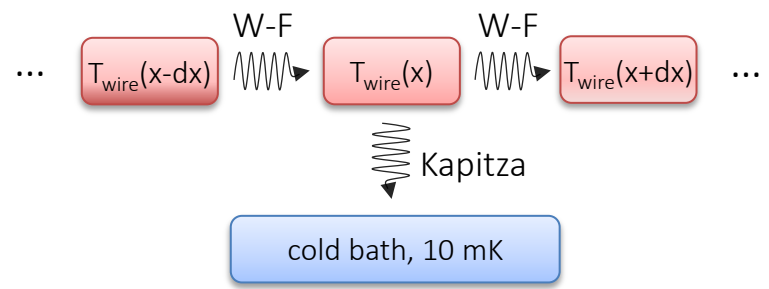 W-F W-F
... T_wire(x-dx) T_wire(x) T_wire(x+dx) ...
Kapitza
cold bath, 10 mK